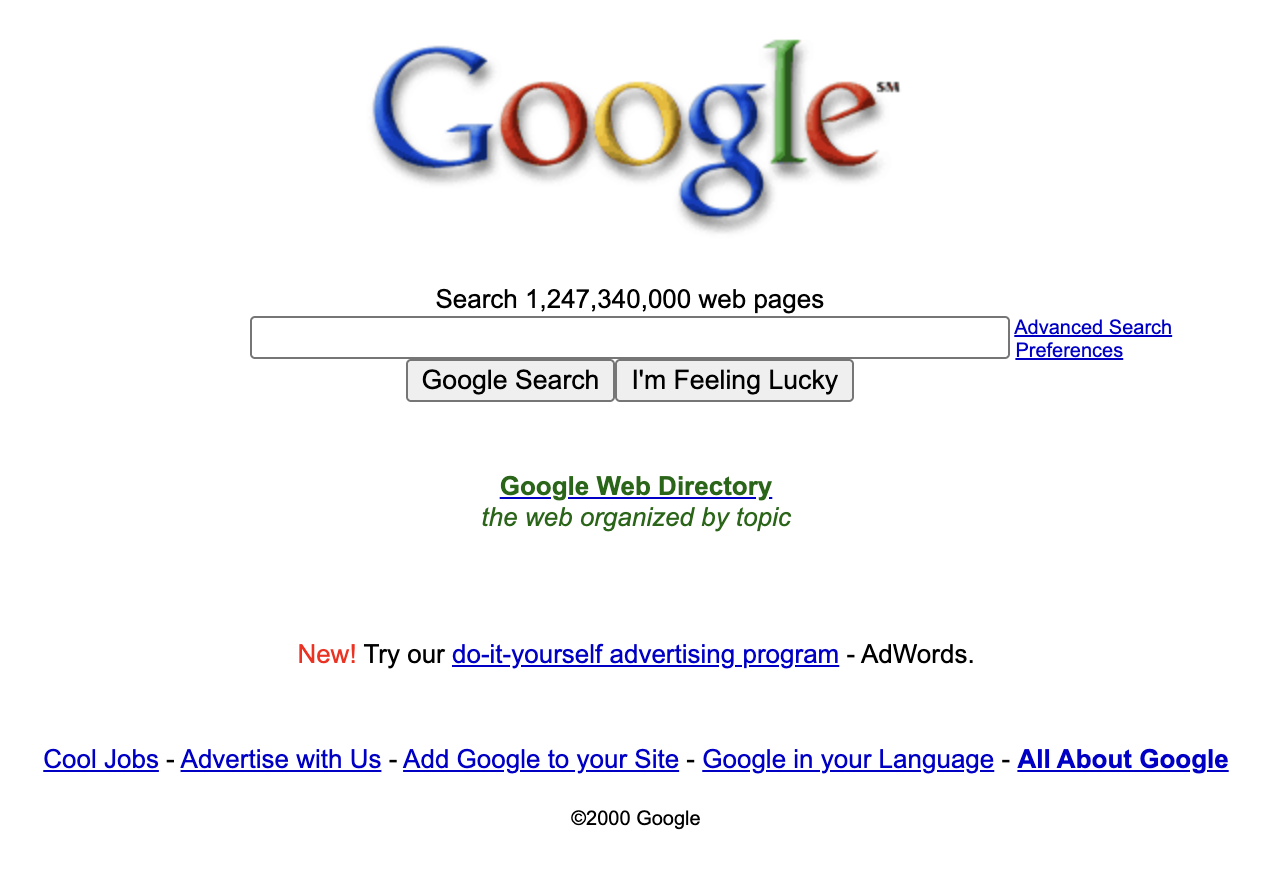 Google℠
Search 1,247,340,000 web pages
Advanced Search
Preferences
Google Search I'm Feeling Lucky
Google Web Directory
the web organized by topic
New! Try our do-it-yourself advertising program - AdWords.
Cool Jobs - Advertise with Us - Add Google to your Site - Google in your Language - All About Google
©2000 Google